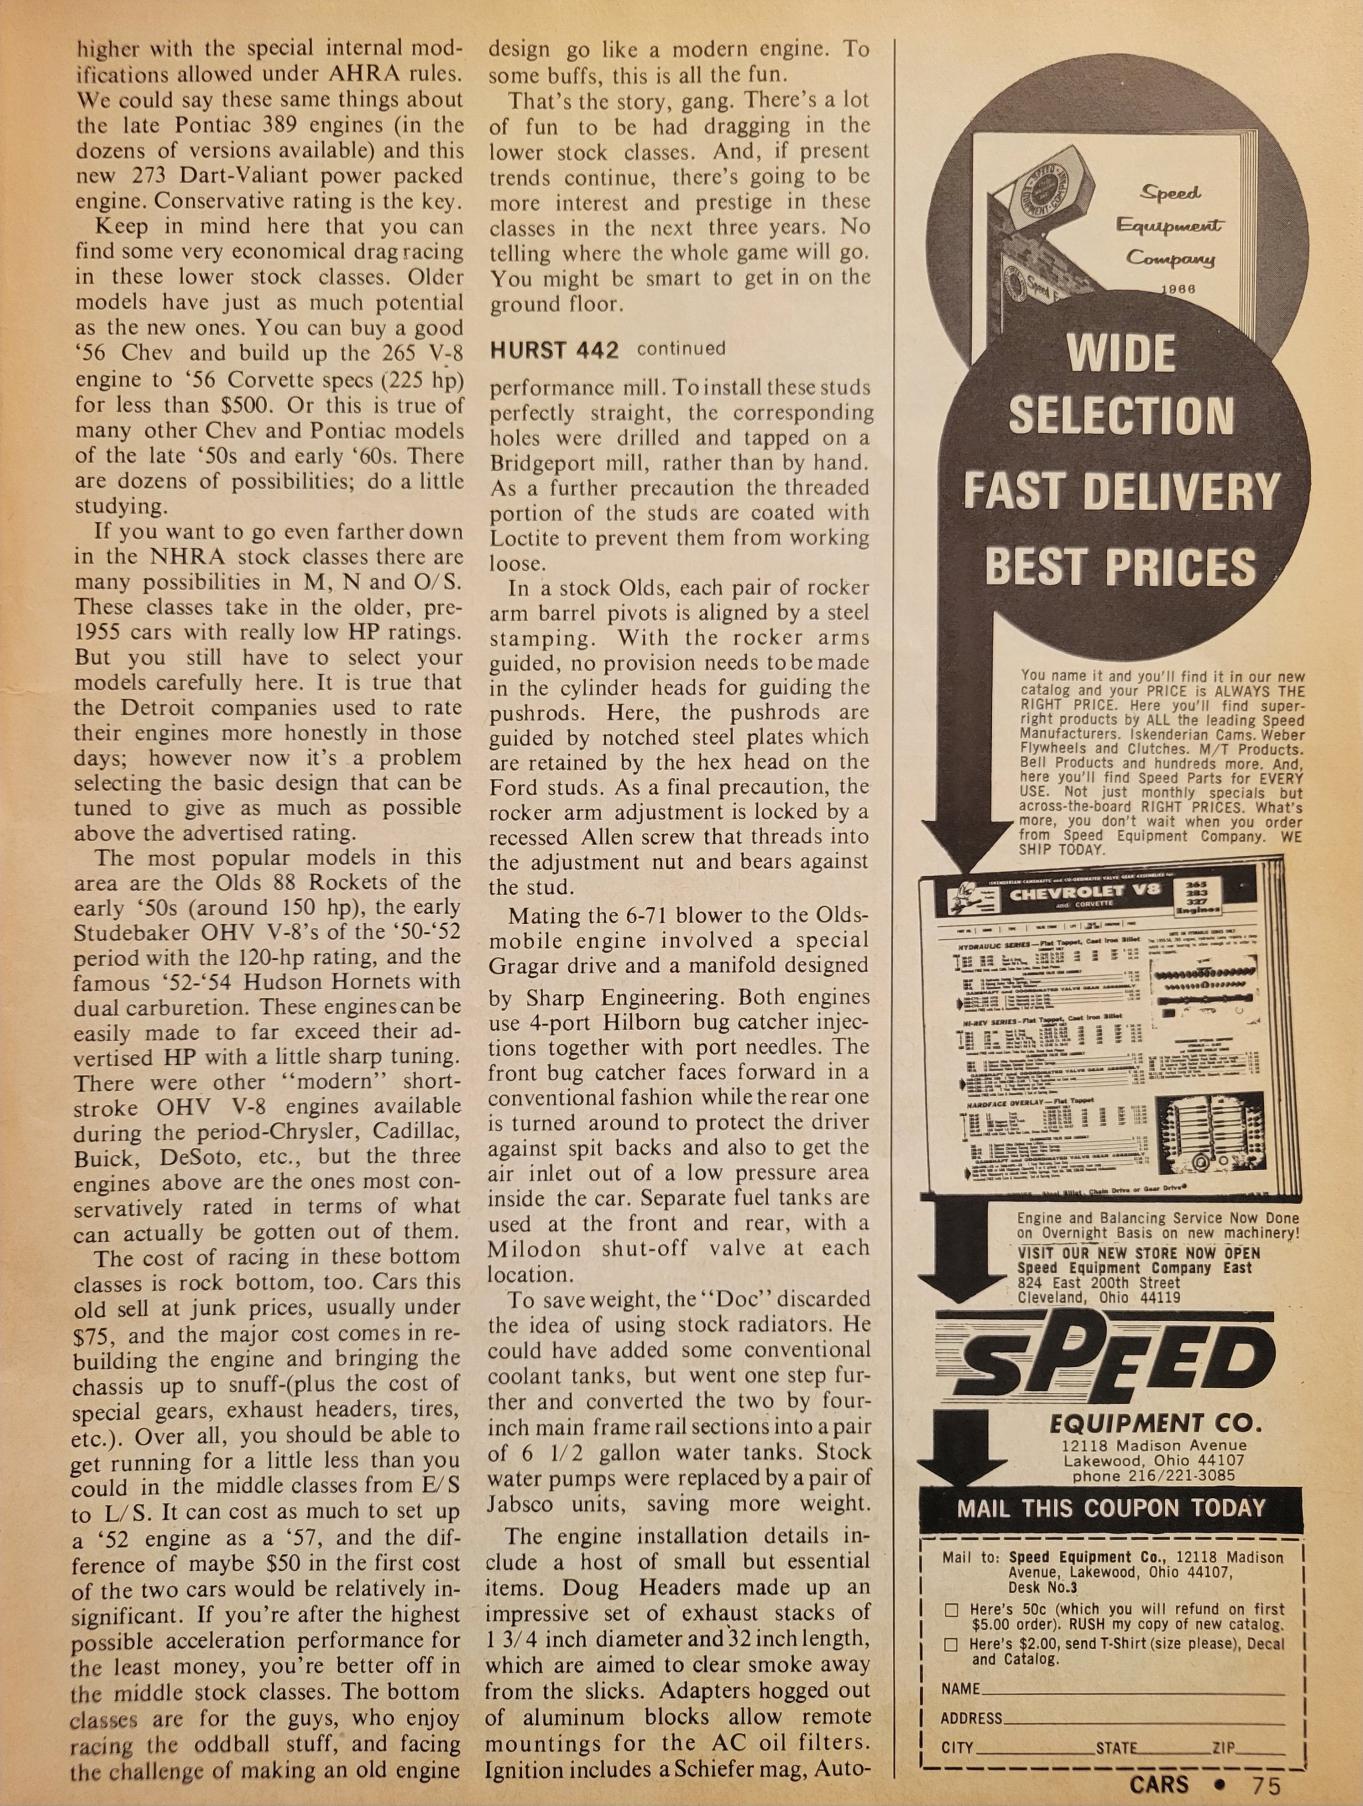 higher with the special internal mod-
ifications allowed under AHRA rules.
We could say these same things about
the late Pontiac 389 engines (in the
dozens of versions available) and this
new 273 Dart-Valiant power packed
engine. Conservative rating is the key.
Keep in mind here that you can
find some very economical drag racing
in these lower stock classes. Older
models have just as much potential
as the new ones. You can buy a good
‘56 Chev and build up the 265 V-8
engine to ‘56 Corvette specs (225 hp)
for less than $500. Or this is true of
many other Chev and Pontiac models
of the late ‘50s and early ‘60s. There
are dozens of possibilities; do a little
studying.
If you want to go even farther down
in the NHRA stock classes there are
many possibilities in M, N and O/S.
These classes take in the older, pre-
1955 cars with really low HP ratings.
But you still have to select your
models carefully here. It is true that
the Detroit companies used to rate
their engines more honestly in those
days; however now it’s a problem
selecting the basic design that can be
tuned to give as much as possible
above the advertised rating.
The most popular models in this
area are the Olds 88 Rockets of the
early ‘50s (around 150 hp), the early
Studebaker OHV V-8’s of the ‘50-‘52
period with the 120-hp rating, and the
famous ‘52-‘54 Hudson Hornets with
dual carburetion. These engines can be
easily made to far exceed their ad-
vertised HP with a little sharp tuning.
There were other “modern” short-
stroke OHV V-8 engines available
during the period-Chrysler, Cadillac,
Buick, DeSoto, etc., but the three
engines above are the ones most con-
servatively rated in terms of what
can actually be gotten out of them.
The cost of racing in these bottom
classes is rock bottom, too. Cars this
old sell at junk prices, usually under
$75, and the major cost comes in re-
building the engine and bringing the
chassis up to snuff-(plus the cost of
special gears, exhaust headers, tires,
etc.). Over all, you should be able to
get running for a little less than you
could in the middle classes from E/S
to L/S. It can cost as much to set up
a ‘52 engine as a ‘57, and the dif-
ference of maybe $50 in the first cost
of the two cars would be relatively in-
significant. If you’re after the highest
possible acceleration performance for
the least money, you’re better off in
the middle stock classes. The bottom
classes are for the guys, who enjoy
racing the oddball stuff, and facing
the challenge of making an old engine
design go like a modern engine. To
some buffs, this is all the fun.
That’s the story, gang. There’s a lot
of fun to be had dragging in the
lower stock classes. And, if present
trends continue, there’s going to be
more interest and prestige in these
classes in the next three years. No
telling where the whole game will go.
You might be smart to get in on the
ground floor.
HURST 442 continued
performance mill. To install these studs
perfectly straight, the corresponding
holes were drilled and tapped on a
Bridgeport mill, rather than by hand.
As a further precaution the threaded
portion of the studs are coated with
Loctite to prevent them from working
loose.
In a stock Olds, each pair of rocker
arm barrel pivots is aligned by a steel
stamping. With the rocker arms
guided, no provision needs to be made
in the cylinder heads for guiding the
pushrods. Here, the pushrods are
guided by notched steel plates which
are retained by the hex head on the
Ford studs. As a final precaution, the
rocker arm adjustment is locked by a
recessed Allen screw that threads into
the adjustment nut and bears against
the stud.
Mating the 6-71 blower to the Olds-
mobile engine involved a special
Gragar drive and a manifold designed
by Sharp Engineering. Both engines
use 4-port Hilborn bug catcher injec-
tions together with port needles. The
front bug catcher faces forward in a
conventional fashion while the rear one
is turned around to protect the driver
against spit backs and also to get the
air inlet out of a low pressure area
inside the car. Separate fuel tanks are
used at the front and rear, with a
Milodon shut-off valve at each
location.
To save weight, the “Doc” discarded
the idea of using stock radiators. He
could have added some conventional
coolant tanks, but went one step fur-
ther and converted the two by four-
inch main frame rail sections into a pair
of 6 1/2 gallon water tanks. Stock
water pumps were replaced by a pair of
Jabsco units, saving more weight.
The engine installation details in-
clude a host of small but essential
items. Doug Headers made up an
impressive set of exhaust stacks of
1 3/4 inch diameter and 32 inch length,
which are aimed to clear smoke away
from the slicks. Adapters hogged out
of aluminum blocks allow remote
mountings for the AC oil filters.
Ignition includes a Schiefer mag, Auto-
Speed
Equipment
Company
1966
SPEED EQUIPMENT COMPANY
Speed E
WIDE
SELECTION
FAST DELIVERY
BEST PRICES
You name it and you'll find it in our new
catalog and your PRICE is ALWAYS THE
RIGHT PRICE. Here you'll find super-
right products by ALL the leading Speed
Manufacturers. Iskenderian Cams. Weber
Flywheels and Clutches. M/T Products.
Bell Products and hundreds more. And,
here you'll find Speed Parts for EVERY
USE. Not just monthly specials but
across-the-board RIGHT PRICES. What's
more, you don't wait when you order
from Speed Equipment Company. WE
SHIP TODAY.
CHEVROLET V8
and CORVETTE
265
283
327
Engines
HYDRAULIC SERIES—Flat Tappet, Cast Iron Billet
HI-REV SERIES—Flat Tappet, Cast Iron Billet
HARDFACE OVERLAY—Flat Tappet
Steel Billet, Chain Drive or Gear Drive
Engine and Balancing Service Now Done
on Overnight Basis on new machinery!
VISIT OUR NEW STORE NOW OPEN
Speed Equipment Company East
824 East 200th Street
Cleveland, Ohio 44119
SPEED
EQUIPMENT CO.
12118 Madison Avenue
Lakewood, Ohio 44107
phone 216/221-3085
MAIL THIS COUPON TODAY
Mail to: Speed Equipment Co., 12118 Madison
Avenue, Lakewood, Ohio 44107,
Desk No.3
Here's 50c (which you will refund on first
$5.00 order). RUSH my copy of new catalog.
Here's $2.00, send T-Shirt (size please), Decal
and Catalog.
NAME
ADDRESS
CITY STATE ZIP
CARS • 75